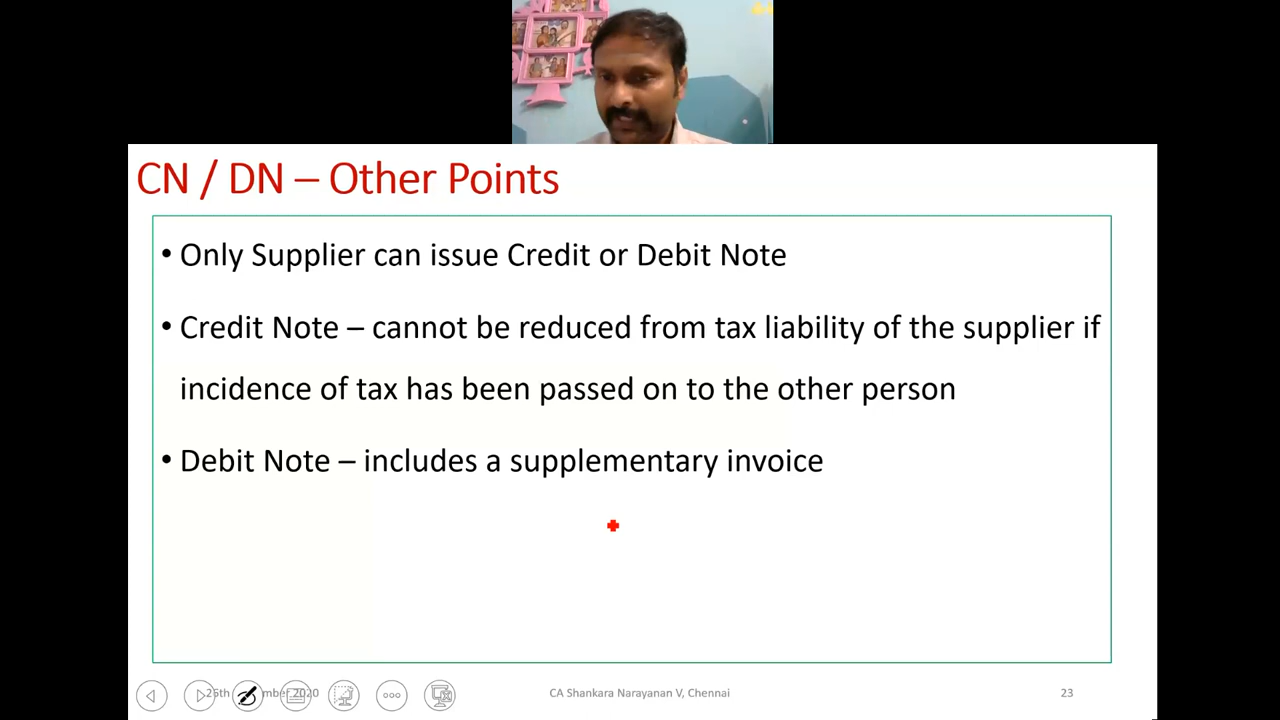 CN / DN – Other Points
• Only Supplier can issue Credit or Debit Note
• Credit Note – cannot be reduced from tax liability of the supplier if
incidence of tax has been passed on to the other person
• Debit Note – includes a supplementary invoice
2020
CA Shankara Narayanan V, Chennai
23